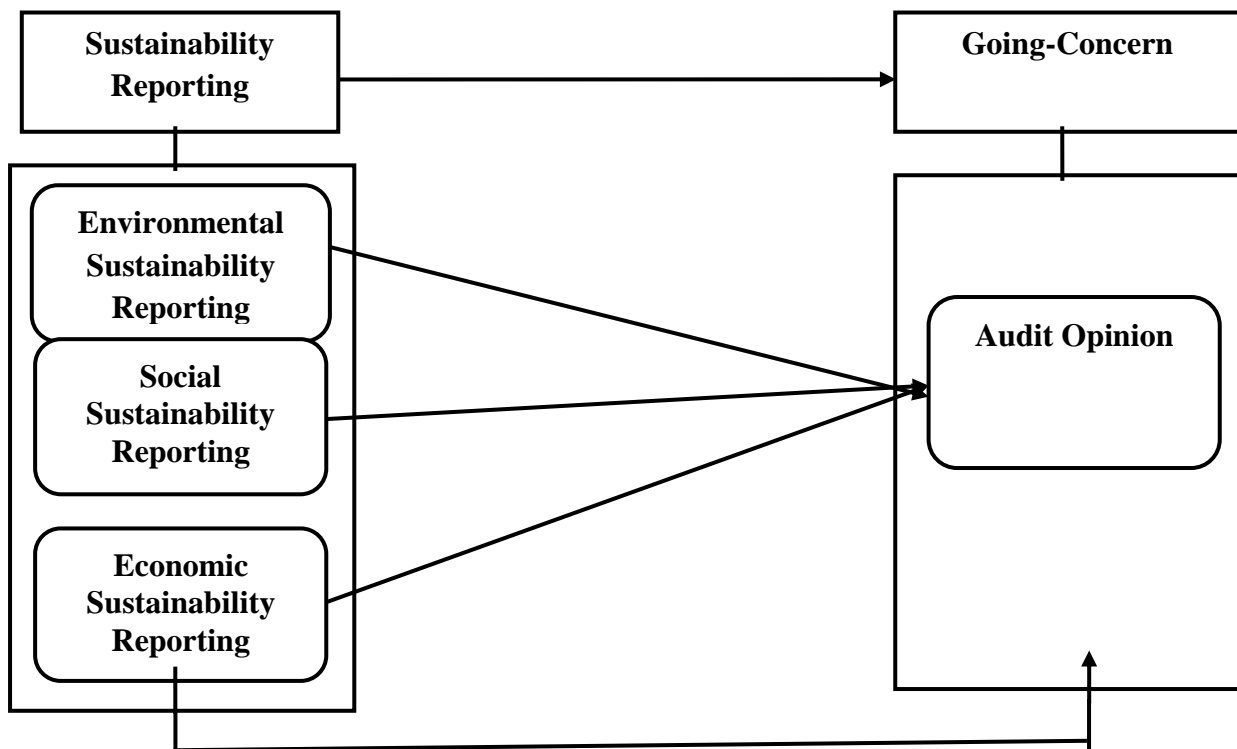 Sustainability
Reporting
Going-Concern
Environmental
Sustainability
Reporting
Social
Sustainability
Reporting
Economic
Sustainability
Reporting
Audit Opinion